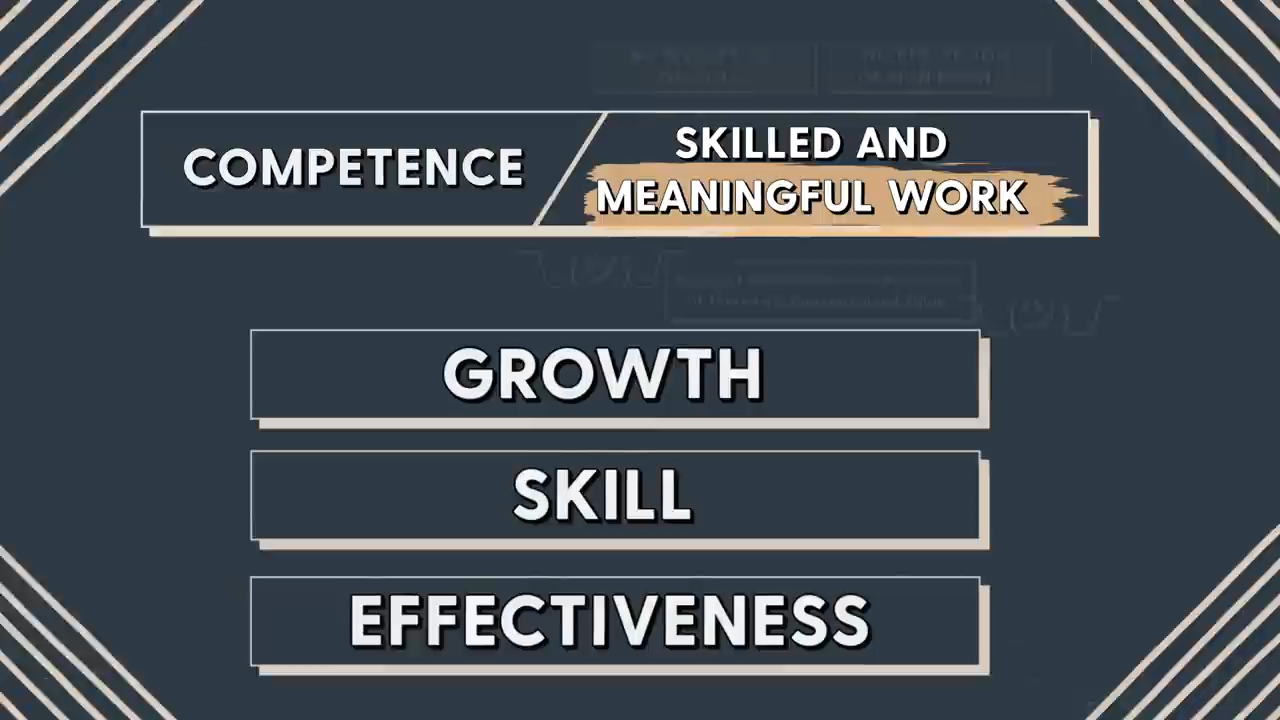 COMPETENCE
SKILLED AND
MEANINGFUL WORK
GROWTH
SKILL
EFFECTIVENESS